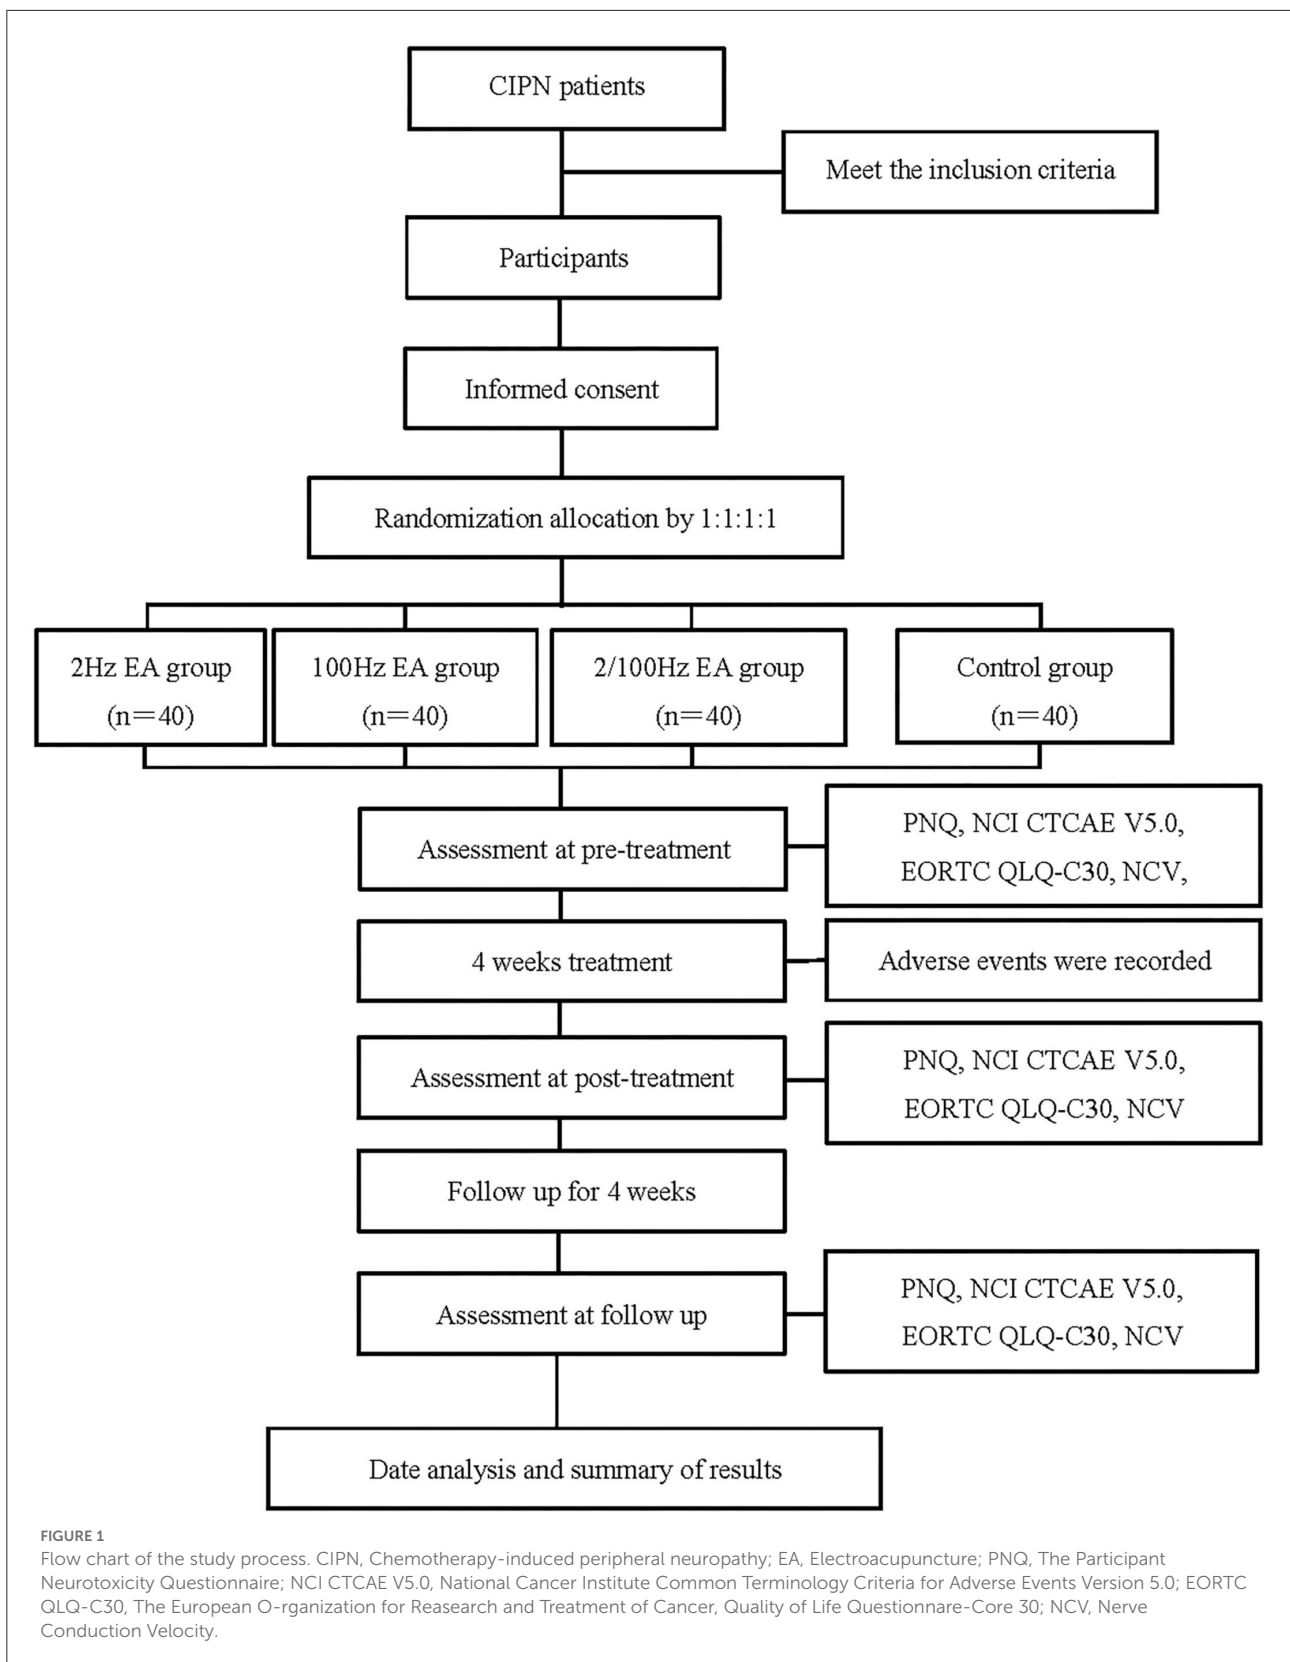 CIPN patients
Meet the inclusion criteria
Participants
Informed consent
Randomization allocation by 1:1:1:1
2Hz EA group
(n=40)
100Hz EA group
(n=40)
2/100Hz EA group
(n=40)
Control group
(n=40)
Assessment at pre-treatment
PNQ, NCI CTCAE V5.0,
EORTC QLQ-C30, NCV,
4 weeks treatment
Adverse events were recorded
Assessment at post-treatment
PNQ, NCI CTCAE V5.0,
EORTC QLQ-C30, NCV
Follow up for 4 weeks
Assessment at follow up
PNQ, NCI CTCAE V5.0,
EORTC QLQ-C30, NCV
Date analysis and summary of results
FIGURE 1
Flow chart of the study process. CIPN, Chemotherapy-induced peripheral neuropathy; EA, Electroacupuncture; PNQ, The Participant
Neurotoxicity Questionnaire; NCI CTCAE V5.0, National Cancer Institute Common Terminology Criteria for Adverse Events Version 5.0; EORTC
QLQ-C30, The European O-rganization for Reasearch and Treatment of Cancer, Quality of Life Questionnare-Core 30; NCV, Nerve
Conduction Velocity.